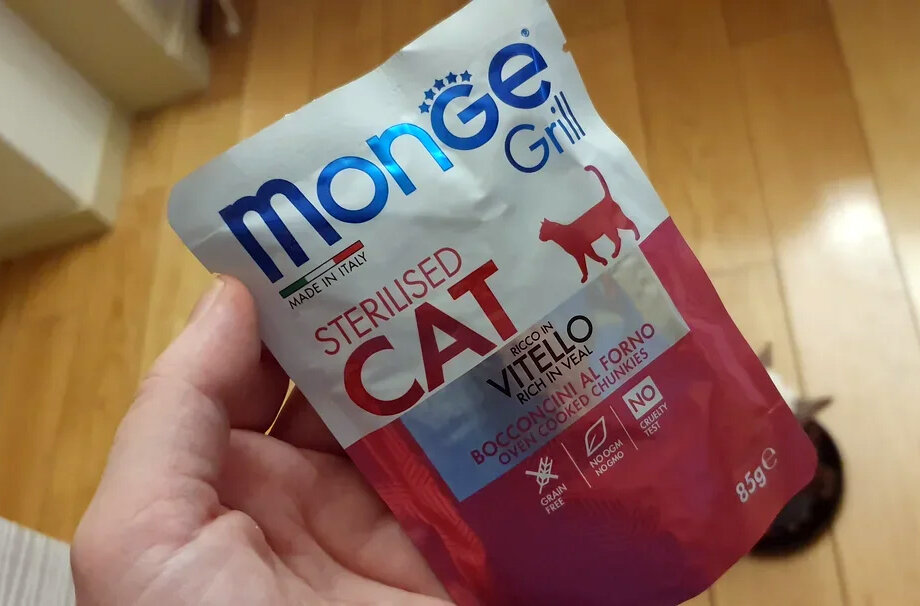 monge®
Grill
MADE IN ITALY
STERILISED
CAT
RICCO IN
VITELLO
RICH IN VEAL
BOCCONCINI AL FORNO
OVEN COOKED CHUNKIES
GRAIN
FREE
NO OGM
NO GMO
NO
CRUELTY
TEST
85g℮